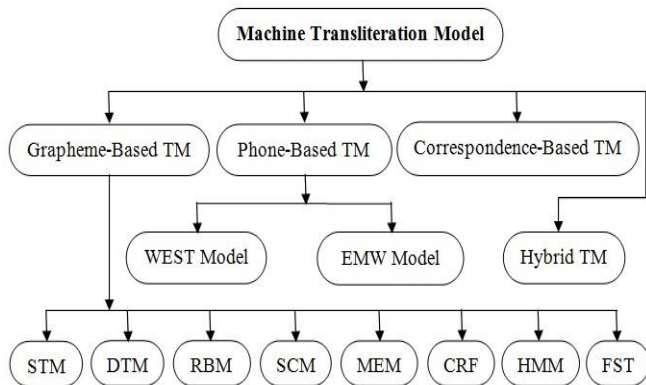 Machine Transliteration Model
Grapheme-Based TM
Phone-Based TM
Correspondence-Based TM
WEST Model
EMW Model
Hybrid TM
STM
DTM
RBM
SCM
MEM
CRF
HMM
FST